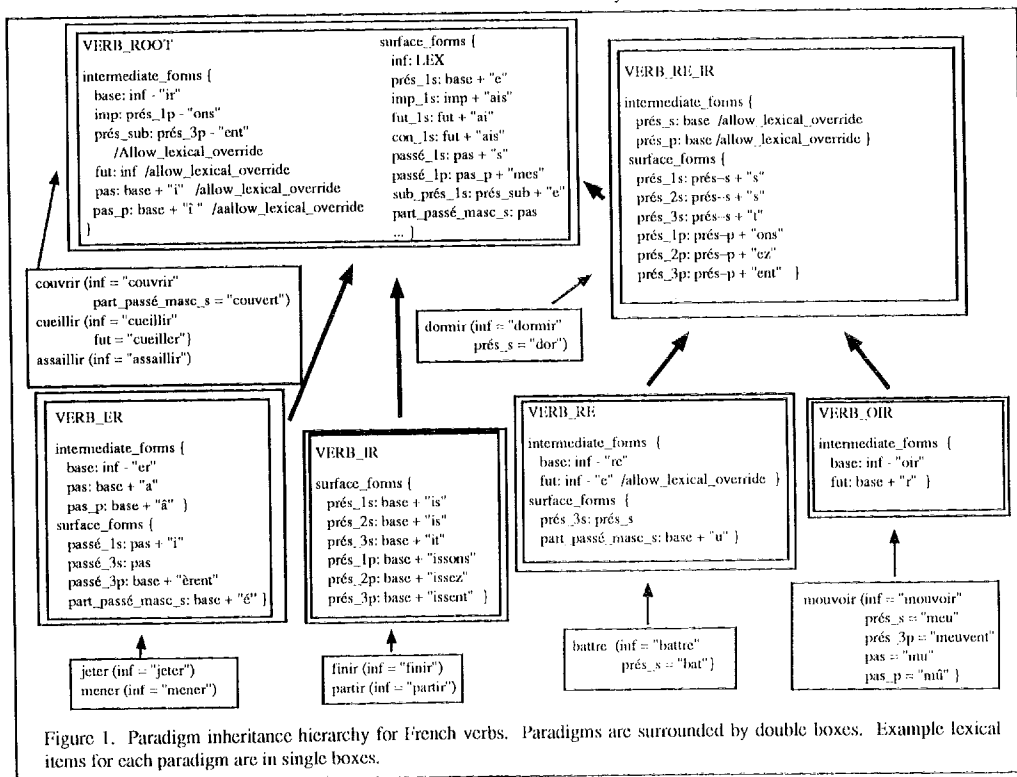 VERB_ROOT
intermediate_forms {
base: inf - "ir"
imp: prés_1p - "ons"
prés_sub: prés_3p - "ent"
/Allow_lexical_override
fut: inf /allow_lexical_override
pas: base + "i" /allow_lexical_override
pas_p: base + "î" /aallow_lexical_override
}
surface_forms {
inf: LEX
prés_1s: base + "e"
imp_1s: imp + "ais"
fut_1s: fut + "ai"
con_1s: fut + "ais"
passé_1s: pas + "s"
passé_1p: pas_p + "mes"
sub_prés_1s: prés_sub + "e"
part_passé_masc_s: pas
... }
VERB_RE_IR
intermediate_forms {
prés_s: base /allow_lexical_override
prés_p: base /allow_lexical_override }
surface_forms {
prés_1s: prés-s + "s"
prés_2s: prés-s + "s"
prés_3s: prés-s + "t"
prés_1p: prés-p + "ons"
prés_2p: prés-p + "ez"
prés_3p: prés-p + "ent" }
couvrir (inf = "couvrir"
part_passé_masc_s = "couvert")
cueillir (inf = "cueillir"
fut = "cueiller"}
assaillir (inf = "assaillir")
dormir (inf = "dormir"
prés_s = "dor")
VERB_ER
intermediate_forms {
base: inf - "er"
pas: base + "a"
pas_p: base + "â" }
surface_forms {
passé_1s: pas + "i"
passé_3s: pas
passé_3p: base + "èrent"
part_passé_masc_s: base + "é" }
VERB_IR
surface_forms {
prés_1s: base + "is"
prés_2s: base + "is"
prés_3s: base + "it"
prés_1p: base + "issons"
prés_2p: base + "issez"
prés_3p: base + "issent" }
VERB_RE
intermediate_forms {
base: inf - "re"
fut: inf - "e" /allow_lexical_override }
surface_forms {
prés_3s: prés_s
part_passé_masc_s: base + "u" }
VERB_OIR
intermediate_forms {
base: inf - "oir"
fut: base + "r" }
jeter (inf = "jeter")
mener (inf = "mener")
finir (inf = "finir")
partir (inf = "partir")
battre (inf = "battre"
prés_s = "bat"}
mouvoir (inf = "mouvoir"
prés_s = "meu"
prés_3p = "meuvent"
pas = "mu"
pas_p = "mû" }
Figure 1. Paradigm inheritance hierarchy for French verbs. Paradigms are surrounded by double boxes. Example lexical
items for each paradigm are in single boxes.